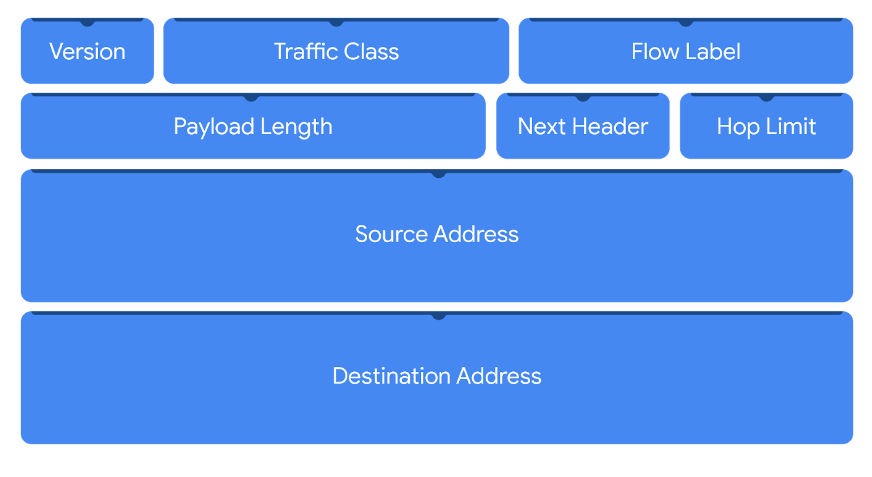 Version Traffic Class Flow Label
Payload Length Next Header Hop Limit
Source Address
Destination Address